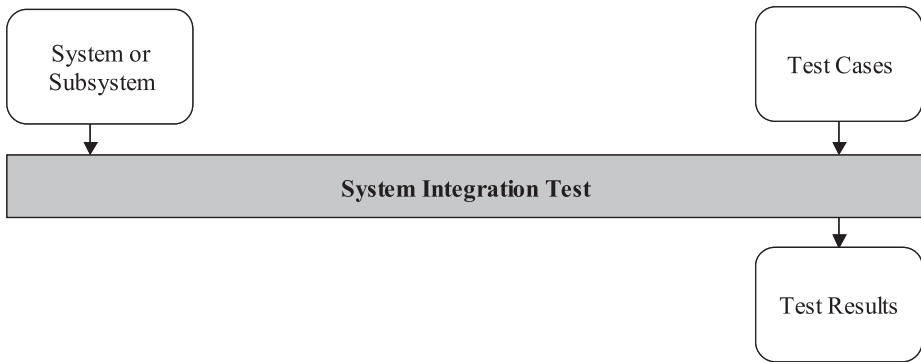 System or
Subsystem
Test Cases
System Integration Test
Test Results